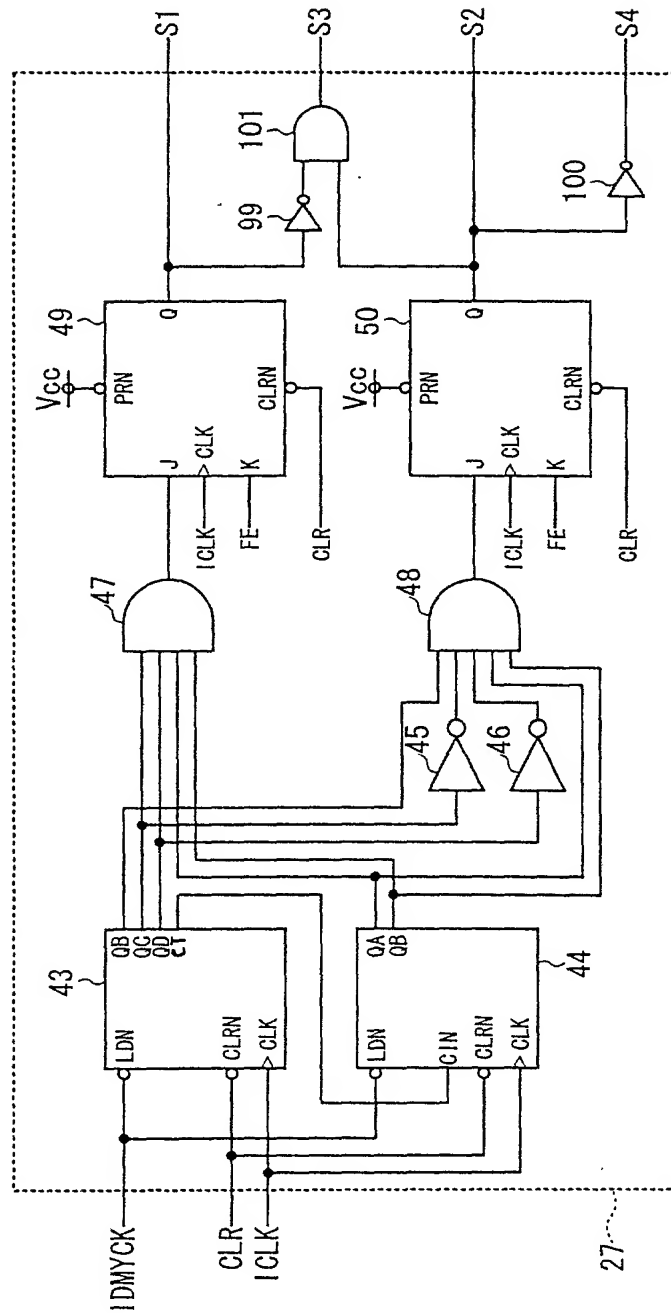 IDMYCK
CLR
ICLK
27
43
LDN
CLRN
CLK
QB
QC
QD
CT
44
LDN
CIN
CLRN
CLK
QA
QB
47
45
46
48
49
Vcc
PRN
J
CLK
K
CLRN
Q
ICLK
FE
CLR
50
Vcc
PRN
J
CLK
K
CLRN
Q
ICLK
FE
CLR
99
101
100
S1
S3
S2
S4